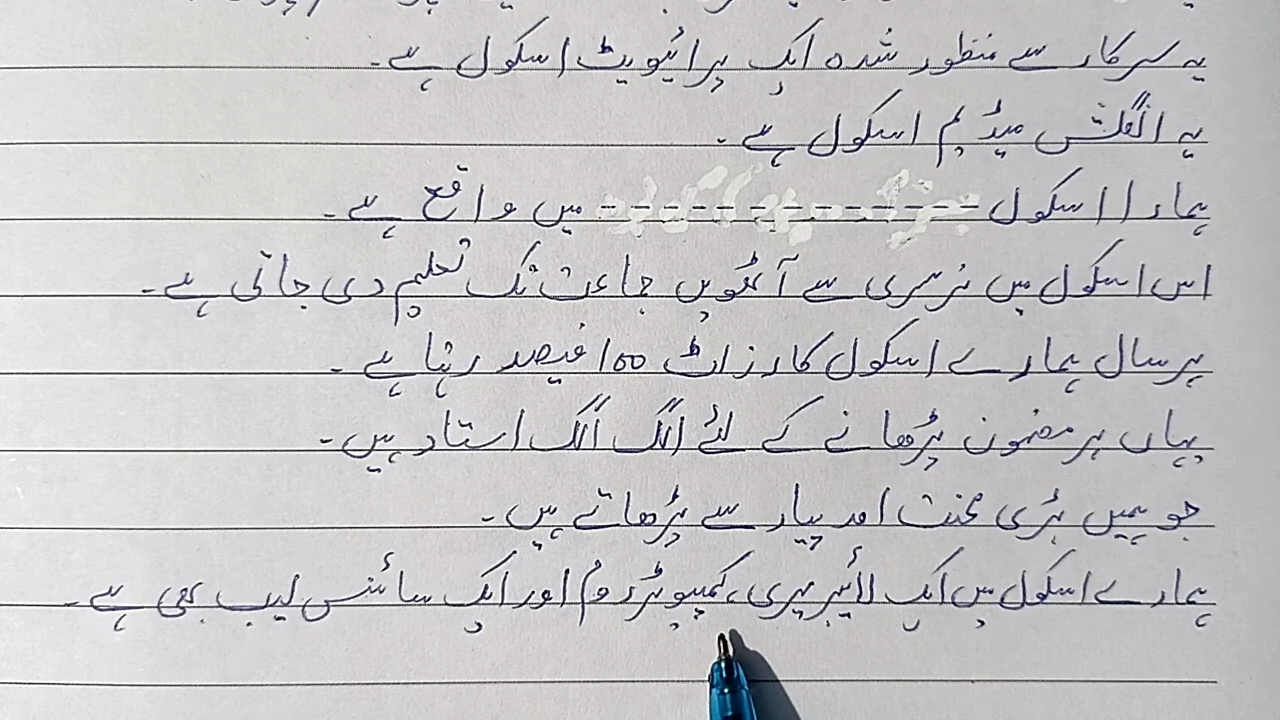 یہ سرکار سے منظور شدہ ایک پرائیویٹ اسکول ہے۔
یہ انگلش میڈیم اسکول ہے۔
ہمارا اسکول ------------ میں واقع ہے۔
اس اسکول میں نرسری سے آٹھویں جماعت تک تعلیم دی جاتی ہے۔
ہر سال ہمارے اسکول کا رزلٹ 100 فیصد رہتا ہے۔
یہاں ہر مضمون پڑھانے کے لئے الگ الگ استاد ہیں۔
جو ہمیں بڑی محنت اور پیار سے پڑھاتے ہیں۔
ہمارے اسکول میں ایک لائبریری، کمپیوٹر روم اور ایک سائنس لیب بھی ہے۔